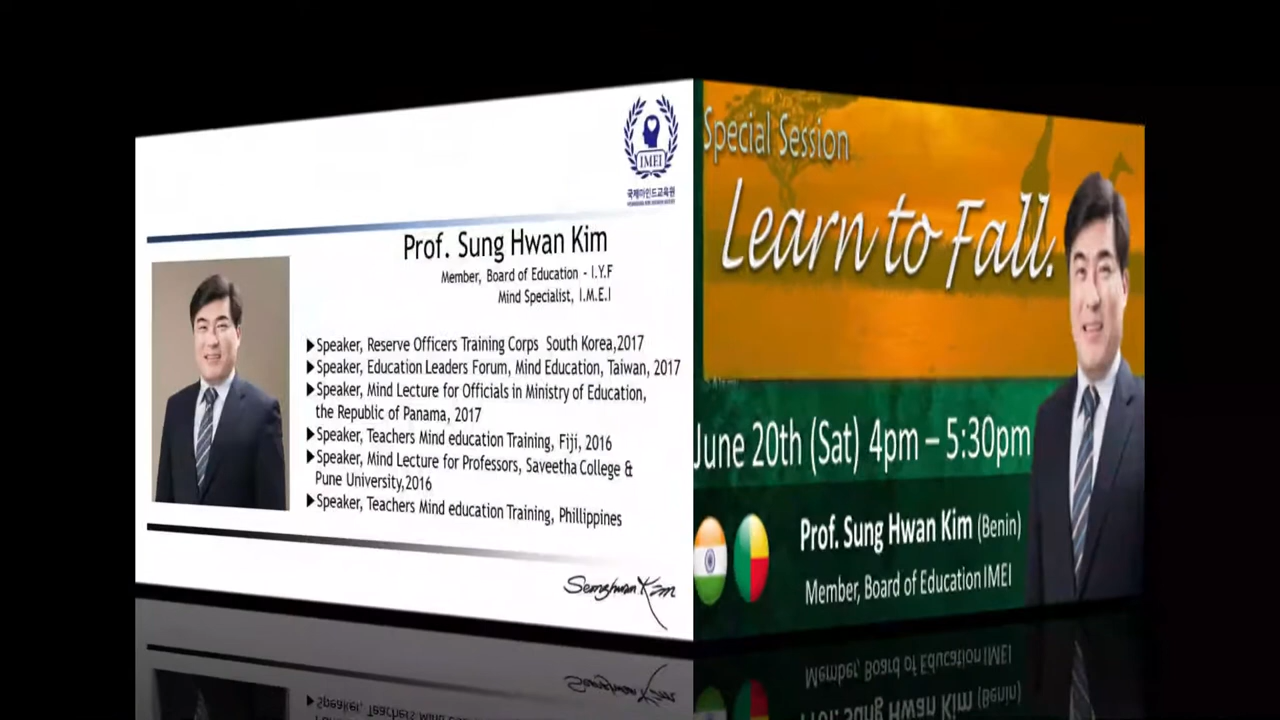 IMEI
국제마인드교육원
Prof. Sung Hwan Kim
Member, Board of Education - I.Y.F
Mind Specialist, I.M.E.I
Speaker, Reserve Officers Training Corps South Korea,2017
Speaker, Education Leaders Forum, Mind Education, Taiwan, 2017
Speaker, Mind Lecture for Officials in Ministry of Education,
the Republic of Panama, 2017
Speaker, Teachers Mind education Training, Fiji, 2016
Speaker, Mind Lecture for Professors, Saveetha College &
Pune University,2016
Speaker, Teachers Mind education Training, Phillippines
Special Session
Learn to Fall.
June 20th (Sat) 4pm – 5:30pm
Prof. Sung Hwan Kim (Benin)
Member, Board of Education IMEI